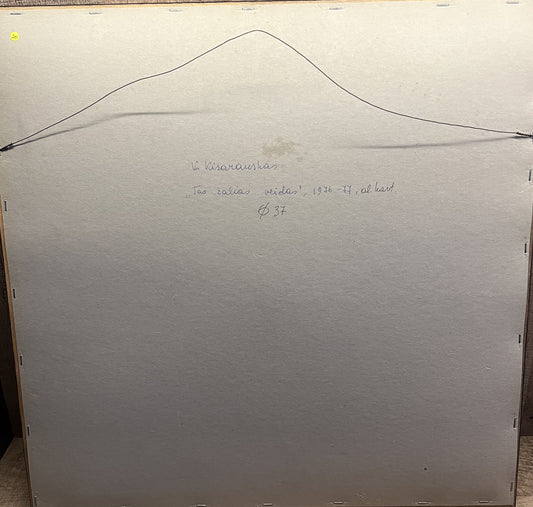 V. Kisarauskas
„Tas žalias veidas", 1976-77, al. kart.
Ø 37